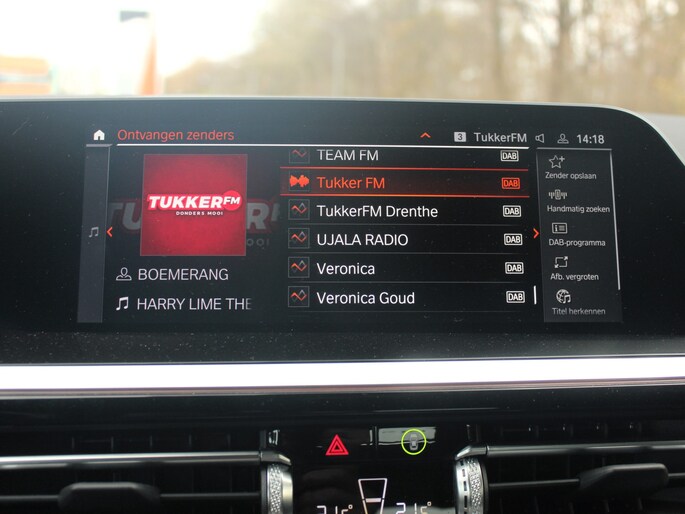 Ontvangen zenders
3 TukkerFM
14:18
TEAM FM DAB
Tukker FM DAB
TukkerFM Drenthe DAB
UJALA RADIO DAB
Veronica DAB
Veronica Goud DAB
TUKKER FM
DONDERS MOOI
BOEMERANG
HARRY LIME THE
Zender opslaan
Handmatig zoeken
DAB-programma
Afb. vergroten
Titel herkennen